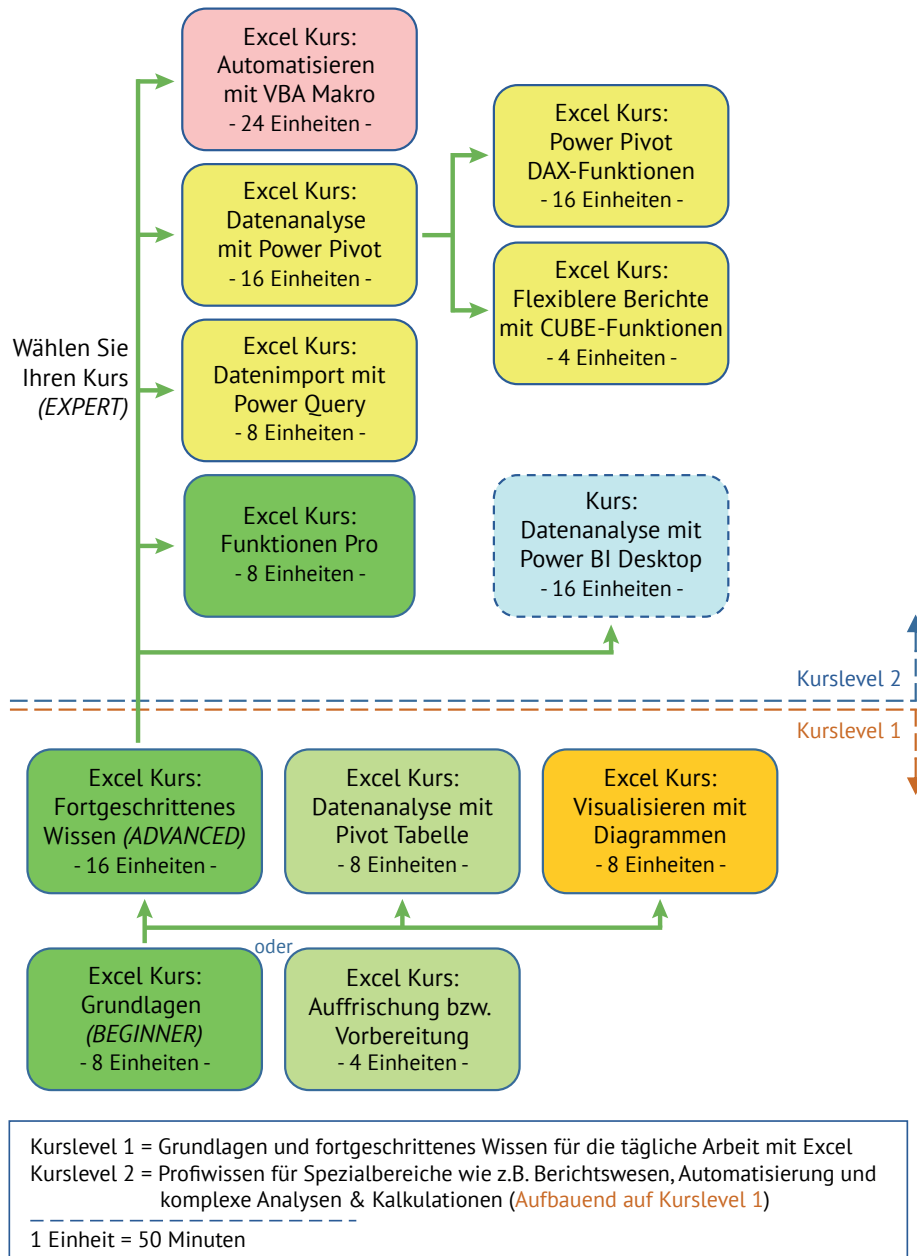 Excel Kurs:
Automatisieren
mit VBA Makro
- 24 Einheiten -
Excel Kurs:
Power Pivot
DAX-Funktionen
- 16 Einheiten -
Excel Kurs:
Datenanalyse
mit Power Pivot
- 16 Einheiten -
Excel Kurs:
Flexiblere Berichte
mit CUBE-Funktionen
- 4 Einheiten -
Wählen Sie
Ihren Kurs
(EXPERT)
Excel Kurs:
Datenimport mit
Power Query
- 8 Einheiten -
Excel Kurs:
Funktionen Pro
- 8 Einheiten -
Kurs:
Datenanalyse mit
Power BI Desktop
- 16 Einheiten -
Kurslevel 2
Kurslevel 1
Excel Kurs:
Fortgeschrittenes
Wissen (ADVANCED)
- 16 Einheiten -
Excel Kurs:
Datenanalyse mit
Pivot Tabelle
- 8 Einheiten -
Excel Kurs:
Visualisieren mit
Diagrammen
- 8 Einheiten -
oder
Excel Kurs:
Grundlagen
(BEGINNER)
- 8 Einheiten -
Excel Kurs:
Auffrischung bzw.
Vorbereitung
- 4 Einheiten -
Kurslevel 1 = Grundlagen und fortgeschrittenes Wissen für die tägliche Arbeit mit Excel
Kurslevel 2 = Profiwissen für Spezialbereiche wie z.B. Berichtswesen, Automatisierung und
komplexe Analysen & Kalkulationen (Aufbauend auf Kurslevel 1)
1 Einheit = 50 Minuten